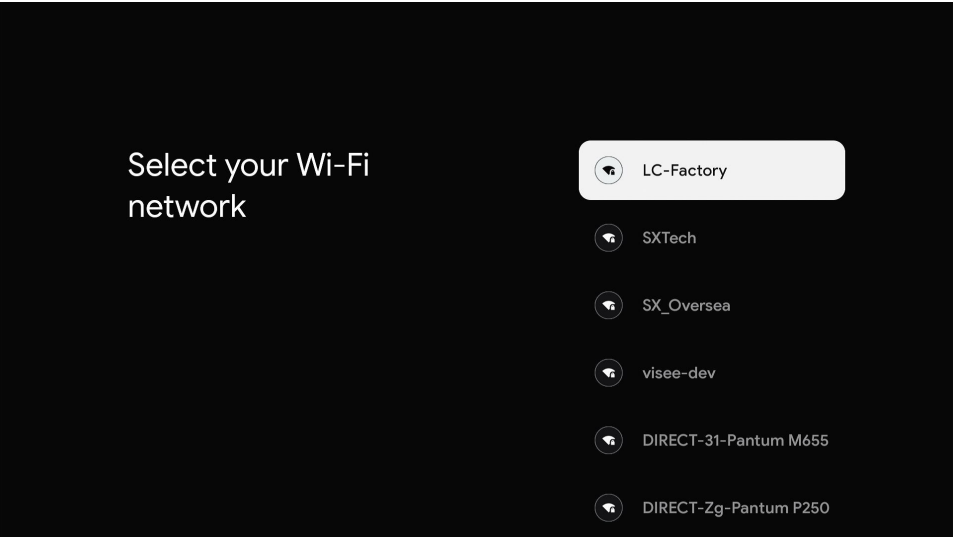 Select your Wi-Fi
network
LC-Factory
SXTech
SX_Oversea
visee-dev
DIRECT-31-Pantum M655
DIRECT-Zg-Pantum P250